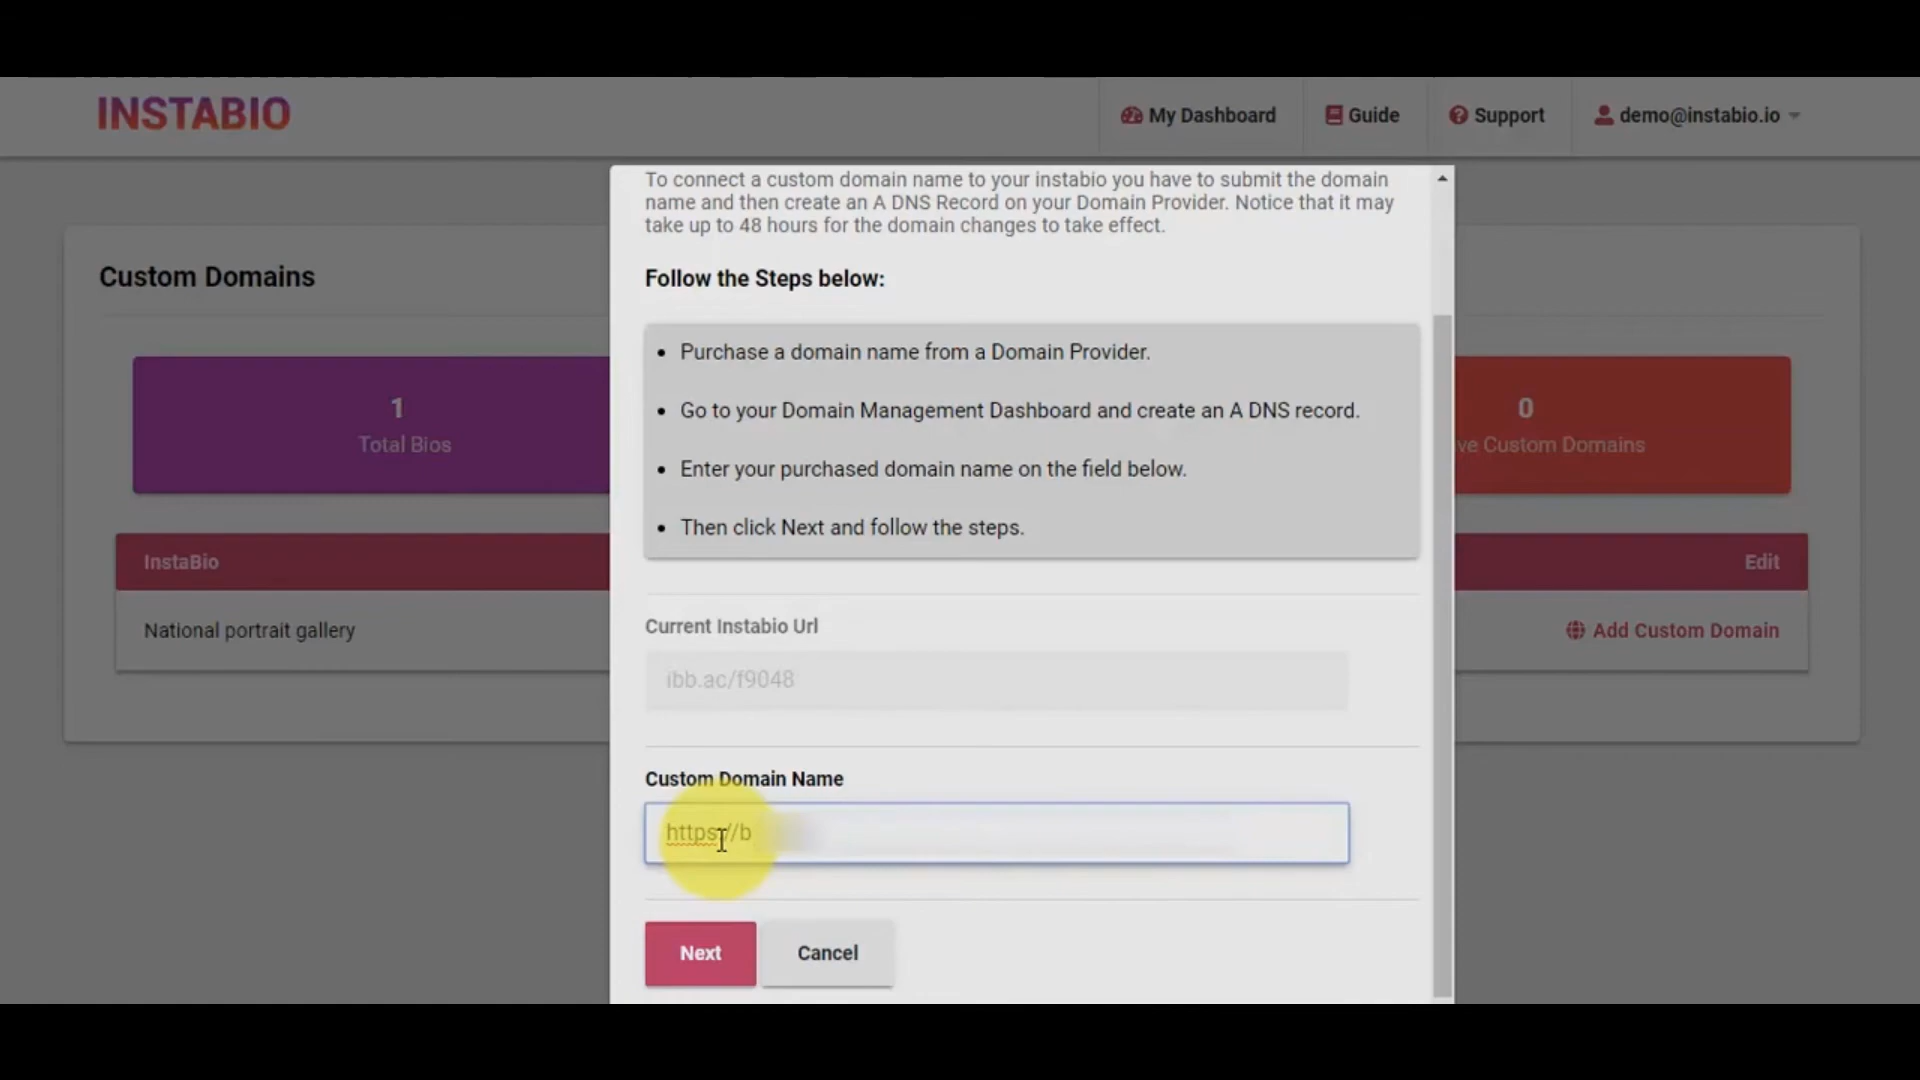 INSTABIO
My Dashboard
Guide
Support
demo@instabio.io
To connect a custom domain name to your instabio you have to submit the domain
name and then create an A DNS Record on your Domain Provider. Notice that it may
take up to 48 hours for the domain changes to take effect.
Custom Domains
Follow the Steps below:
Purchase a domain name from a Domain Provider.
Go to your Domain Management Dashboard and create an A DNS record.
Enter your purchased domain name on the field below.
Then click Next and follow the steps.
1
Total Bios
0
ve Custom Domains
InstaBio
Edit
National portrait gallery
Add Custom Domain
Current Instabio Url
ibb.ac/f9048
Custom Domain Name
https://b
Next
Cancel